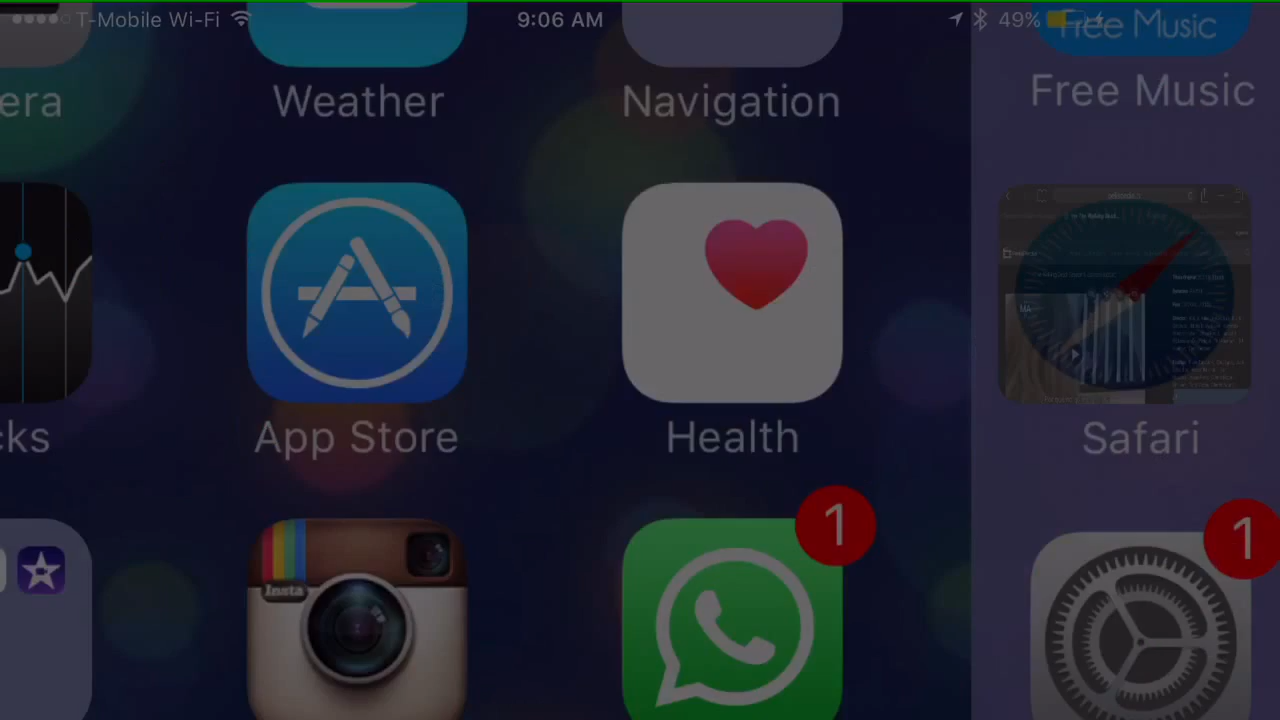 T-Mobile Wi-Fi 9:06 AM 49%
Free Music
era Weather Navigation Free Music
cks App Store Health Safari
1
1
Insta